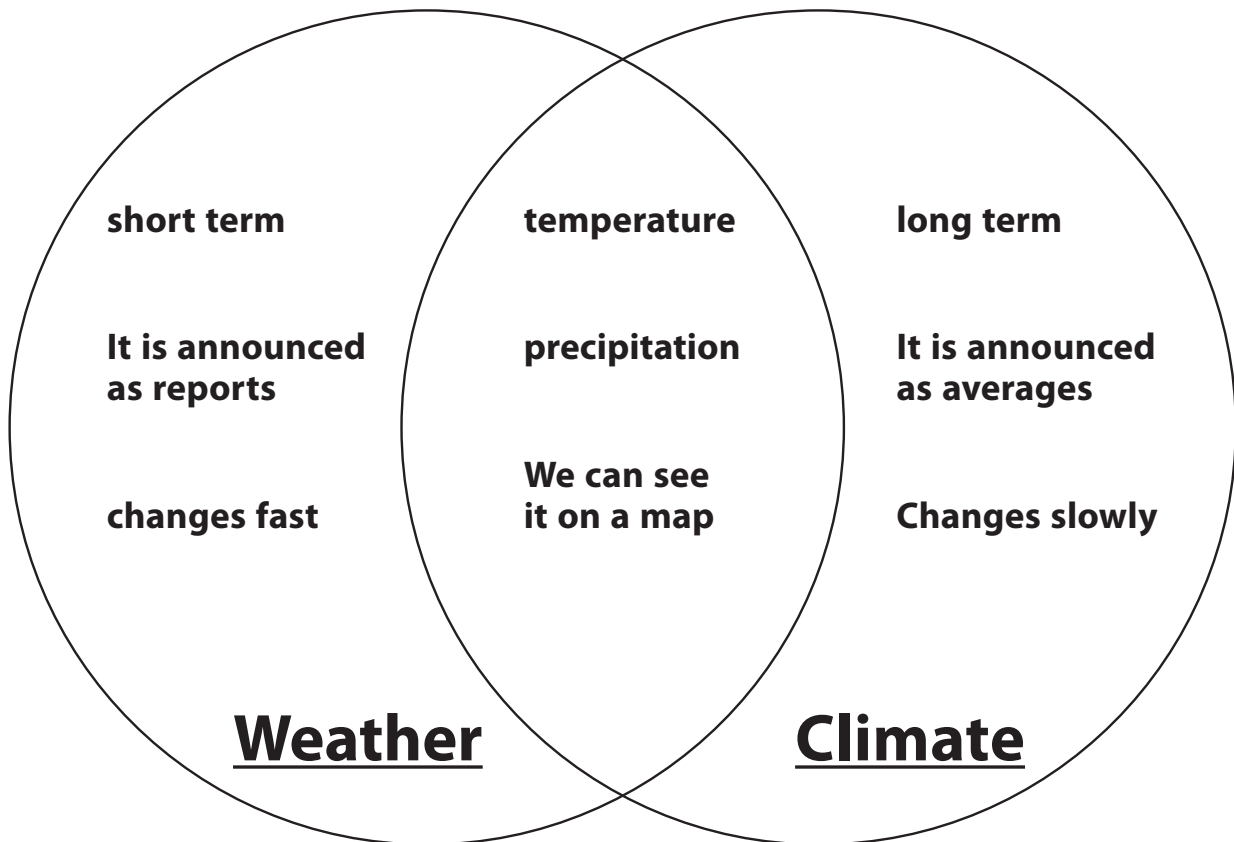 short term
It is announced
as reports
changes fast
temperature
precipitation
We can see
it on a map
long term
It is announced
as averages
Changes slowly
Weather
Climate